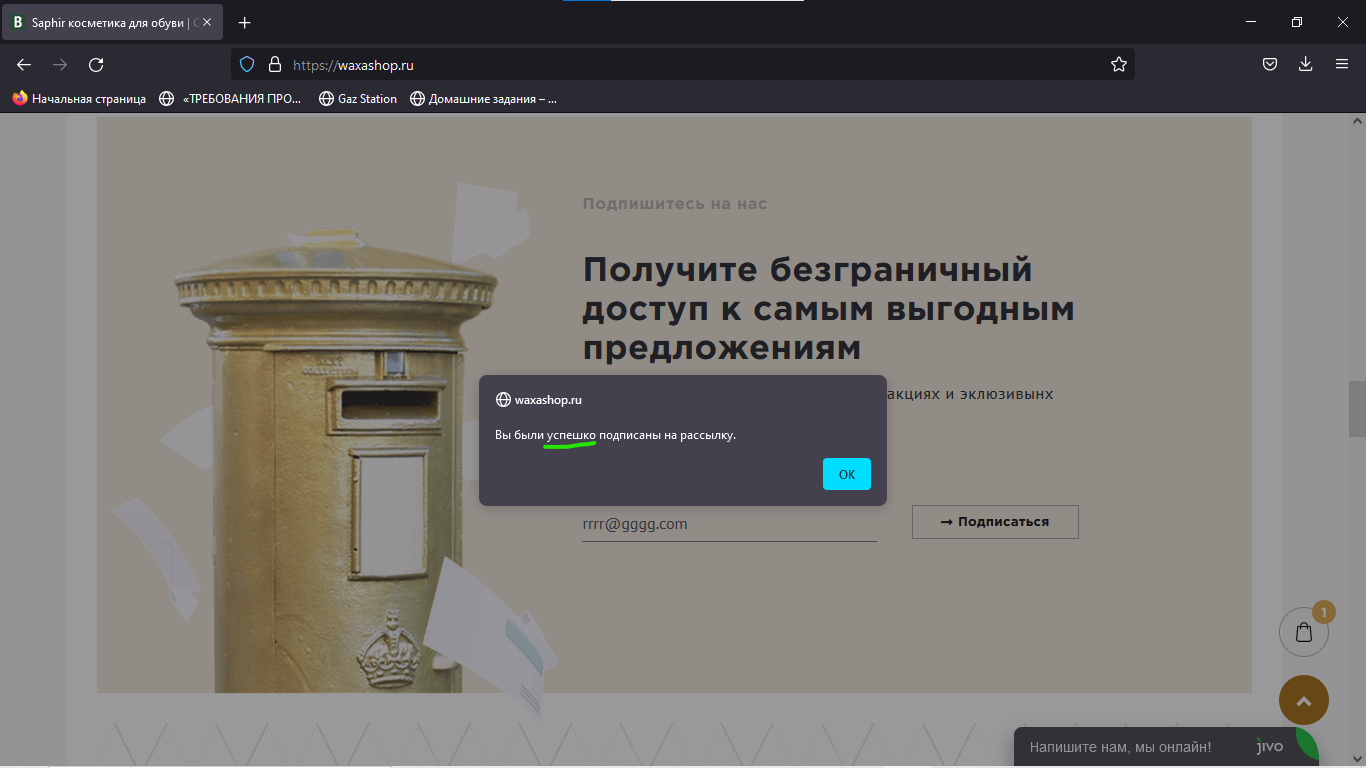 B Saphir косметика для обуви | С
https://waxashop.ru
Начальная страница «ТРЕБОВАНИЯ ПРО... Gaz Station Домашние задания – ...
Подпишитесь на нас
Получите безграничный
доступ к самым выгодным
предложениям
акциях и эклюзивынх
waxashop.ru
Вы были успешко подписаны на рассылку.
OK
rrrr@gggg.com
➞ Подписаться
1
Напишите нам, мы онлайн! jivo